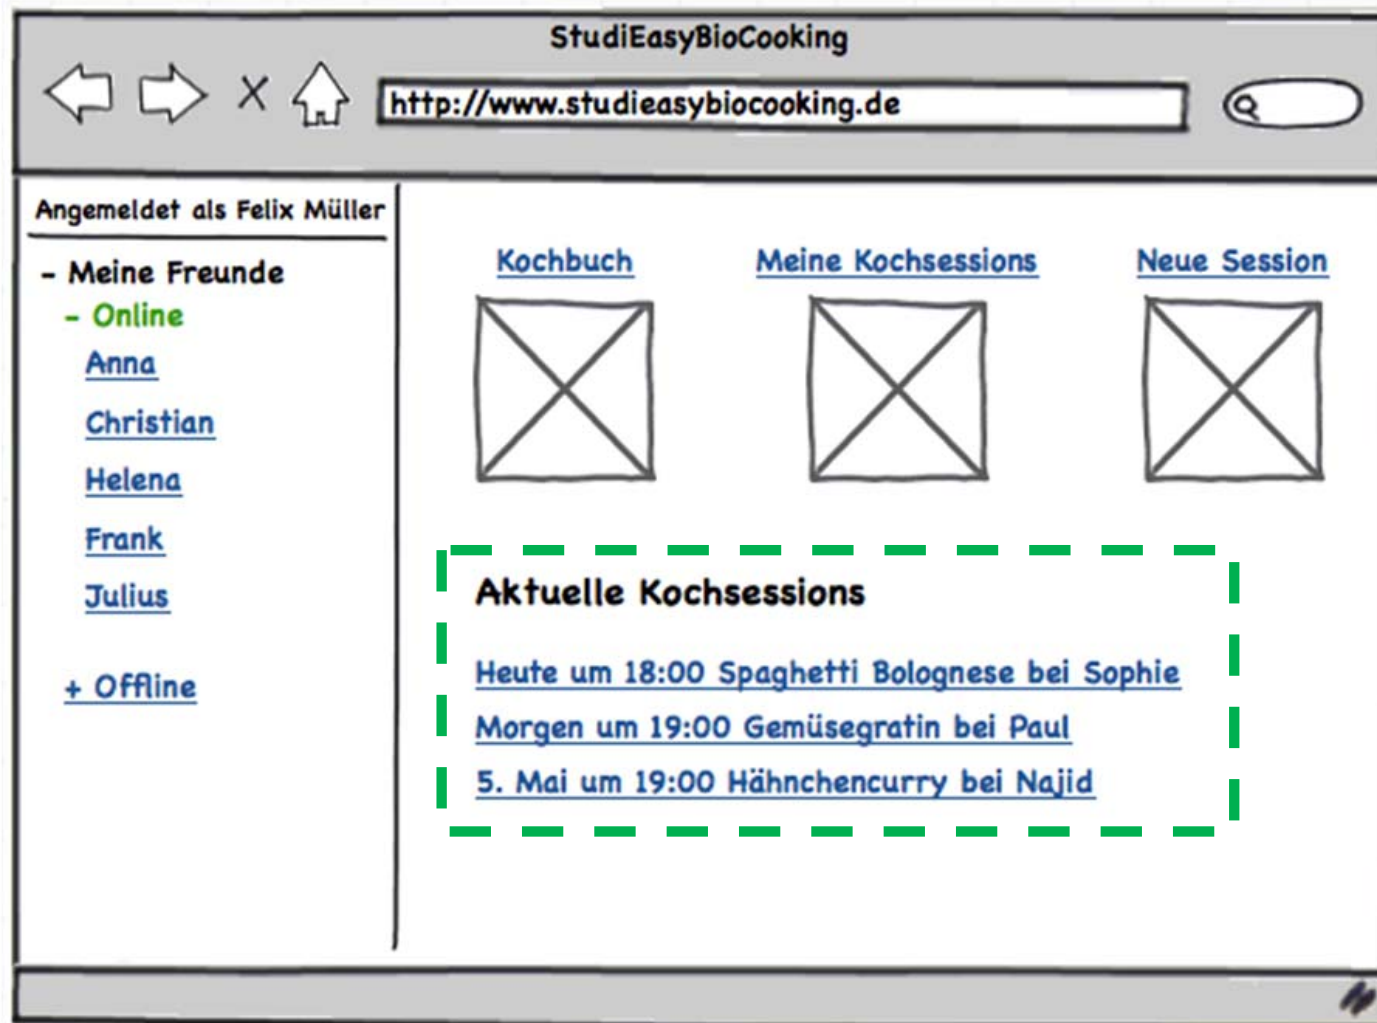 StudiEasyBioCooking
http://www.studieasybiocooking.de
Angemeldet als Felix Müller
- Meine Freunde
- Online
Anna
Christian
Helena
Frank
Julius
+ Offline
Kochbuch
Meine Kochsessions
Neue Session
Aktuelle Kochsessions
Heute um 18:00 Spaghetti Bolognese bei Sophie
Morgen um 19:00 Gemüsegratin bei Paul
5. Mai um 19:00 Hähnchencurry bei Najid